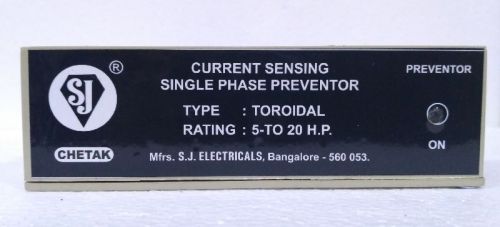 SJ
®
CHETAK
CURRENT SENSING
SINGLE PHASE PREVENTOR
TYPE : TOROIDAL
RATING : 5-TO 20 H.P.
Mfrs. S.J. ELECTRICALS, Bangalore - 560 053.
PREVENTOR
ON